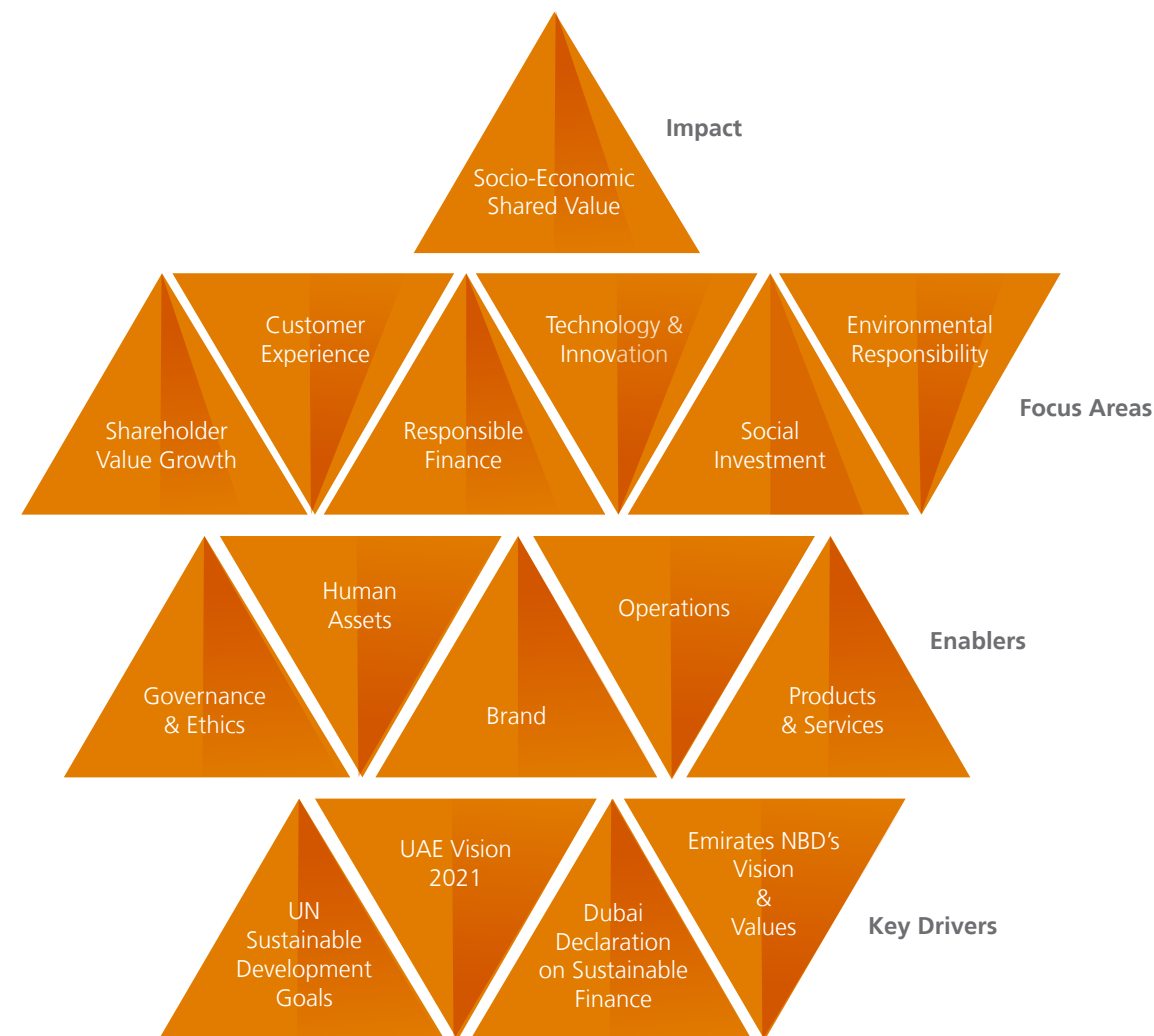 Impact
Socio-Economic
Shared Value
Customer
Experience
Technology &
Innovation
Environmental
Responsibility
Focus Areas
Shareholder
Value Growth
Responsible
Finance
Social
Investment
Human
Assets
Operations
Enablers
Governance
& Ethics
Brand
Products
& Services
UAE Vision
2021
Emirates NBD’s
Vision
&
Values
Key Drivers
UN
Sustainable
Development
Goals
Dubai
Declaration
on Sustainable
Finance